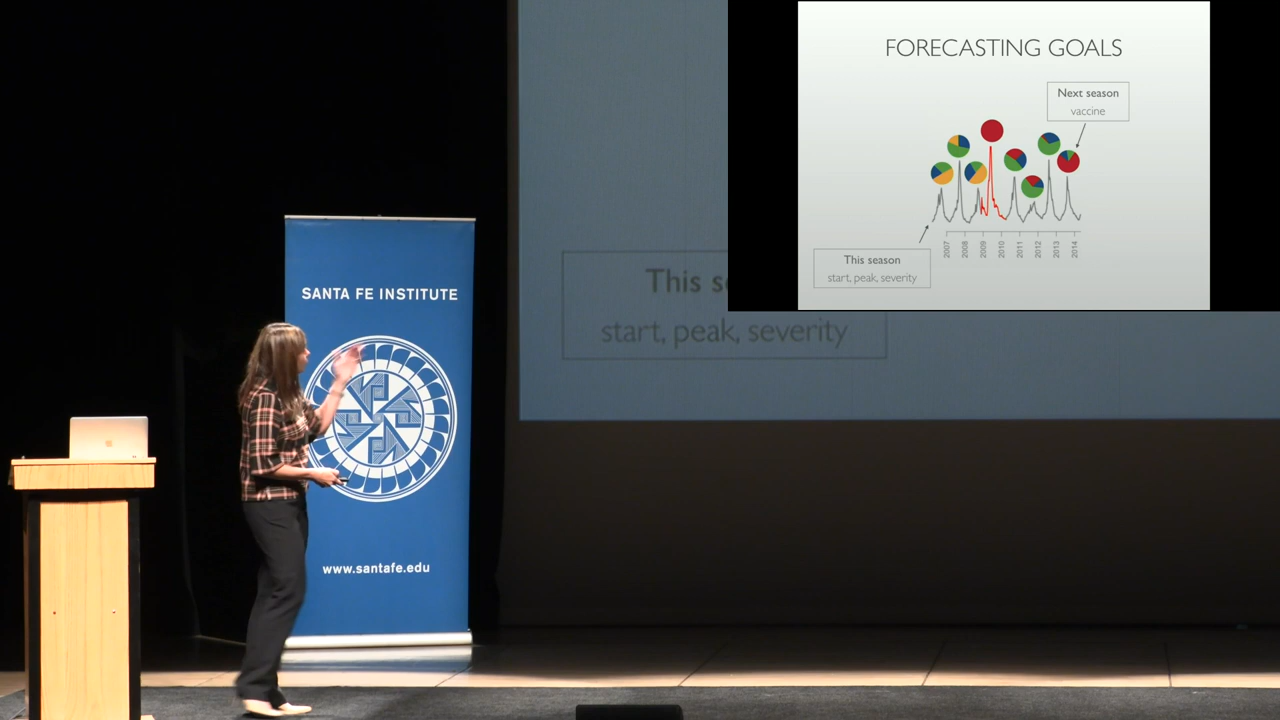 FORECASTING GOALS
Next season
vaccine
2007
2008
2009
2010
2011
2012
2013
2014
This season
start, peak, severity
This se
start, peak, severity
SANTA FE INSTITUTE
www.santafe.edu